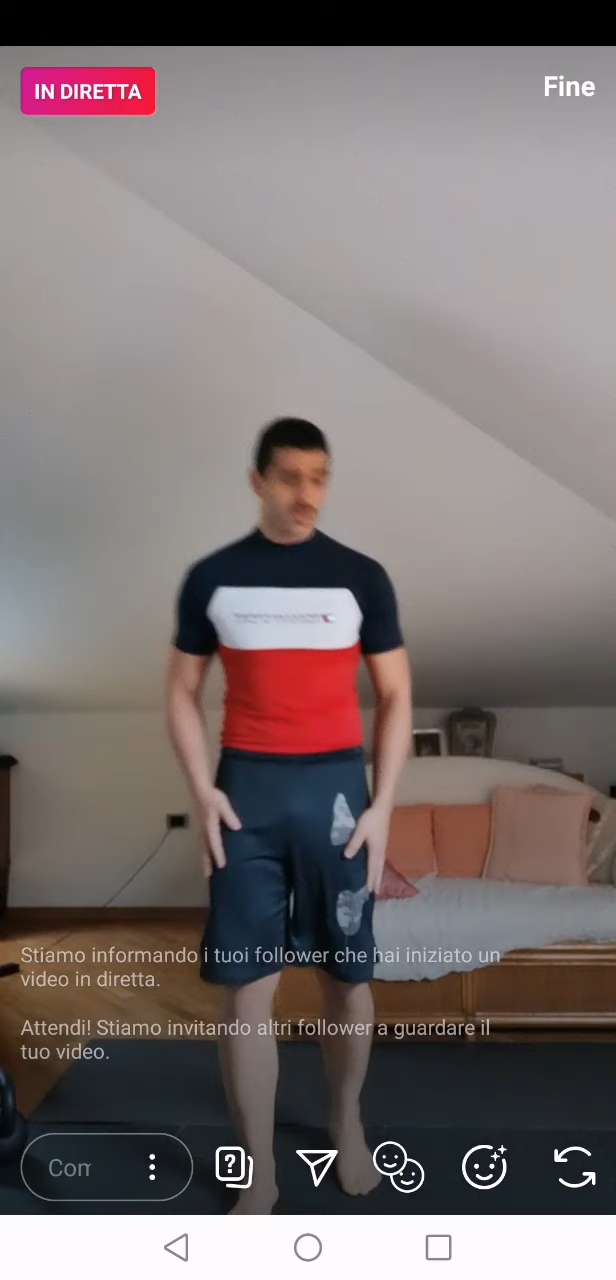 IN DIRETTA
Fine
Stiamo informando i tuoi follower che hai iniziato un
video in diretta.
Attendi! Stiamo invitando altri follower a guardare il
tuo video.
Com